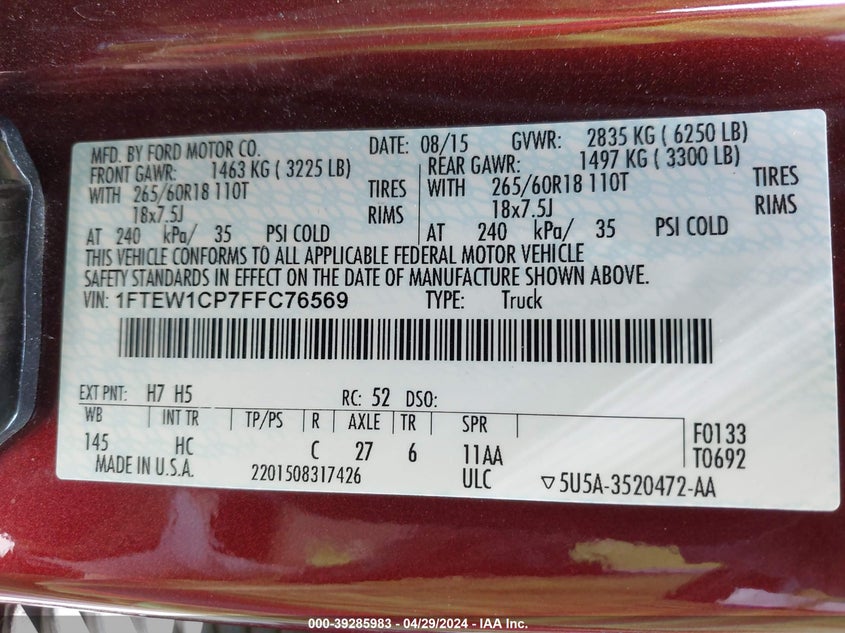 MFD. BY FORD MOTOR CO. DATE: 08/15 GVWR: 2835 KG ( 6250 LB)
FRONT GAWR: 1463 KG ( 3225 LB) REAR GAWR: 1497 KG ( 3300 LB)
WITH 265/60R18 110T TIRES WITH 265/60R18 110T TIRES
18x7.5J RIMS 18x7.5J RIMS
AT 240 kPa/ 35 PSI COLD AT 240 kPa/ 35 PSI COLD
THIS VEHICLE CONFORMS TO ALL APPLICABLE FEDERAL MOTOR VEHICLE
SAFETY STANDARDS IN EFFECT ON THE DATE OF MANUFACTURE SHOWN ABOVE.
VIN: 1FTEW1CP7FFC76569 TYPE: Truck
EXT PNT: H7 H5 RC: 52 DSO:
WB INT TR TP/PS R AXLE TR SPR
145 HC C 27 6 11AA F0133
MADE IN U.S.A. 2201508317426 ULC ▽5U5A-3520472-AA T0692
000-39285983 - 04/29/2024 - IAA Inc.